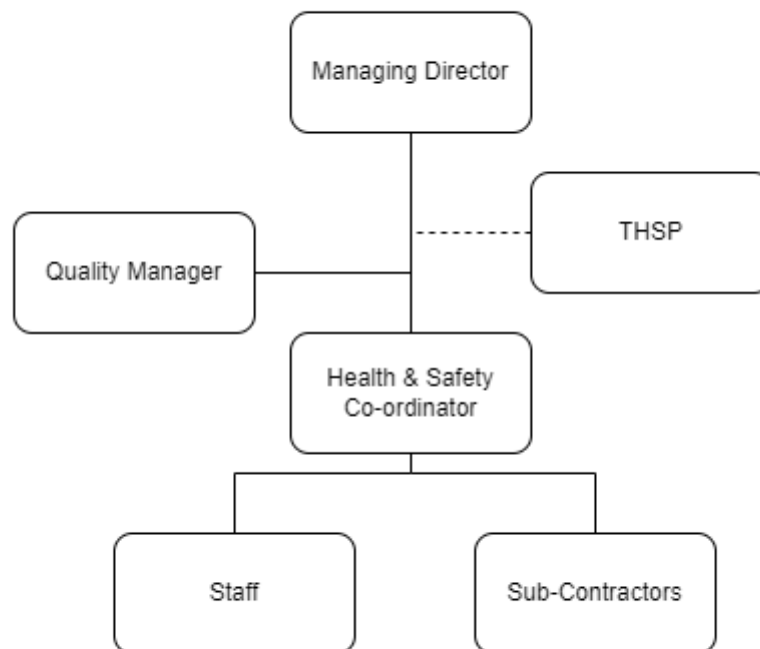 Managing Director
THSP
Quality Manager
Health & Safety
Co-ordinator
Staff
Sub-Contractors